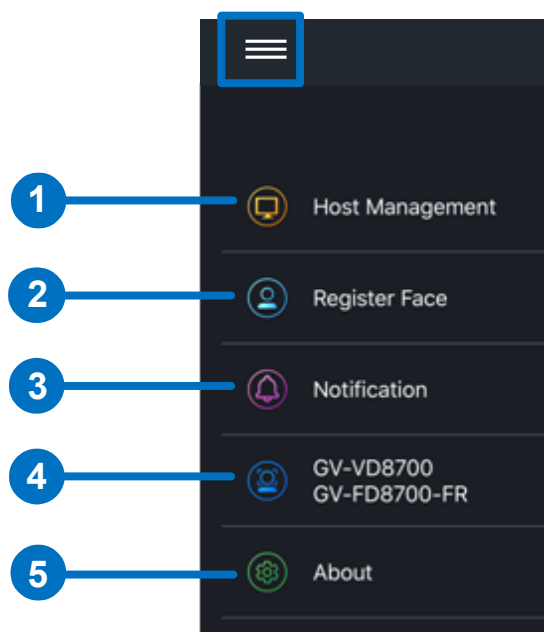 1 Host Management
2 Register Face
3 Notification
4 GV-VD8700
GV-FD8700-FR
5 About